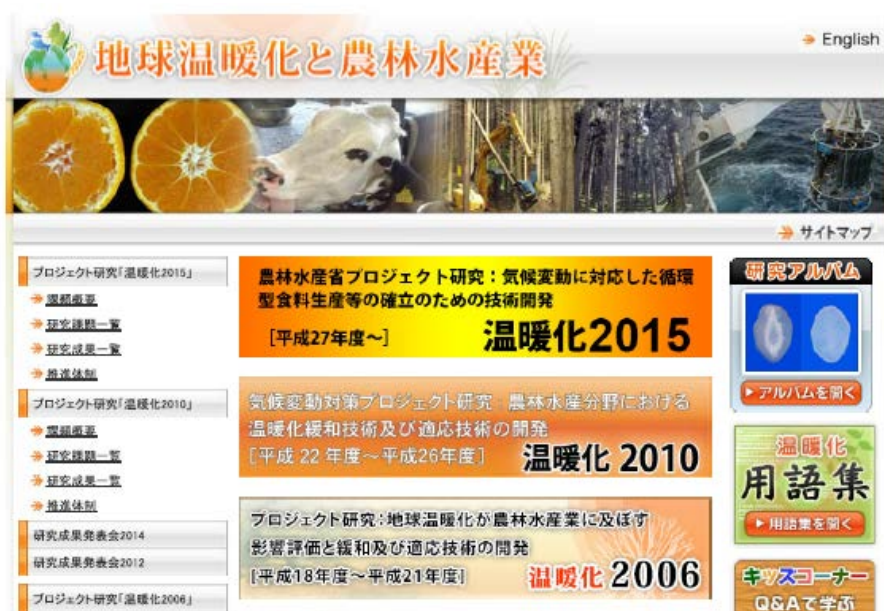 地球温暖化と農林水産業
English
サイトマップ
プロジェクト研究「温暖化2015」
課題概要
研究課題一覧
研究成果一覧
推進体制
プロジェクト研究「温暖化2010」
課題概要
研究課題一覧
研究成果一覧
推進体制
研究成果発表会2014
研究成果発表会2012
プロジェクト研究「温暖化2006」
農林水産省プロジェクト研究：気候変動に対応した循環
型食料生産等の確立のための技術開発
[平成27年度～] 温暖化2015
気候変動対策プロジェクト研究：農林水産分野における
温暖化緩和技術及び適応技術の開発
[平成 22 年度～平成26年度] 温暖化 2010
プロジェクト研究:地球温暖化が農林水産業に及ぼす
影響評価と緩和及び適応技術の開発
[平成18年度～平成21年度] 温暖化 2006
研究アルバム
アルバムを開く
温暖化
用語集
用語集を開く
キッズコーナー
Q&Aで学ぶ